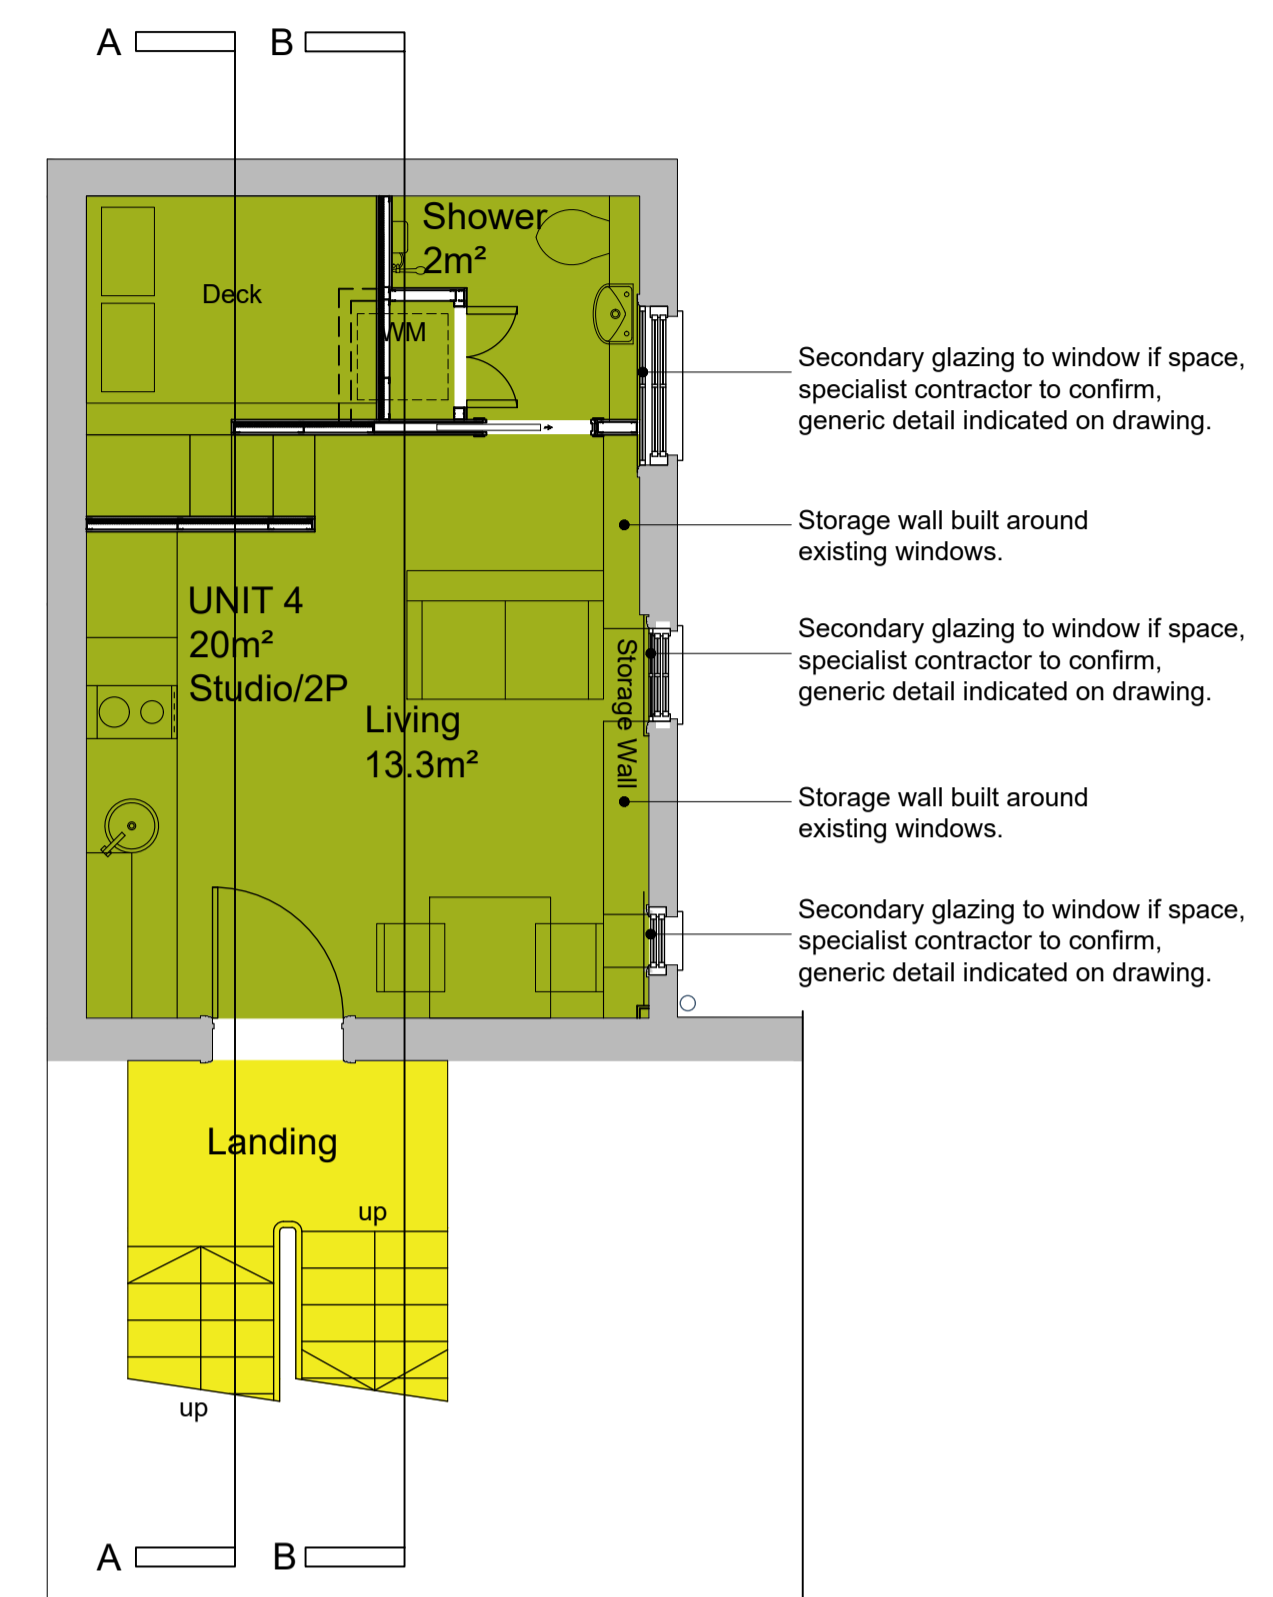 A
B
Shower
2m²
Deck
WM
Secondary glazing to window if space,
specialist contractor to confirm,
generic detail indicated on drawing.
Storage wall built around
existing windows.
UNIT 4
20m²
Studio/2P
Secondary glazing to window if space,
specialist contractor to confirm,
generic detail indicated on drawing.
Storage Wall
Living
13.3m²
Storage wall built around
existing windows.
Secondary glazing to window if space,
specialist contractor to confirm,
generic detail indicated on drawing.
Landing
up
up
A
B